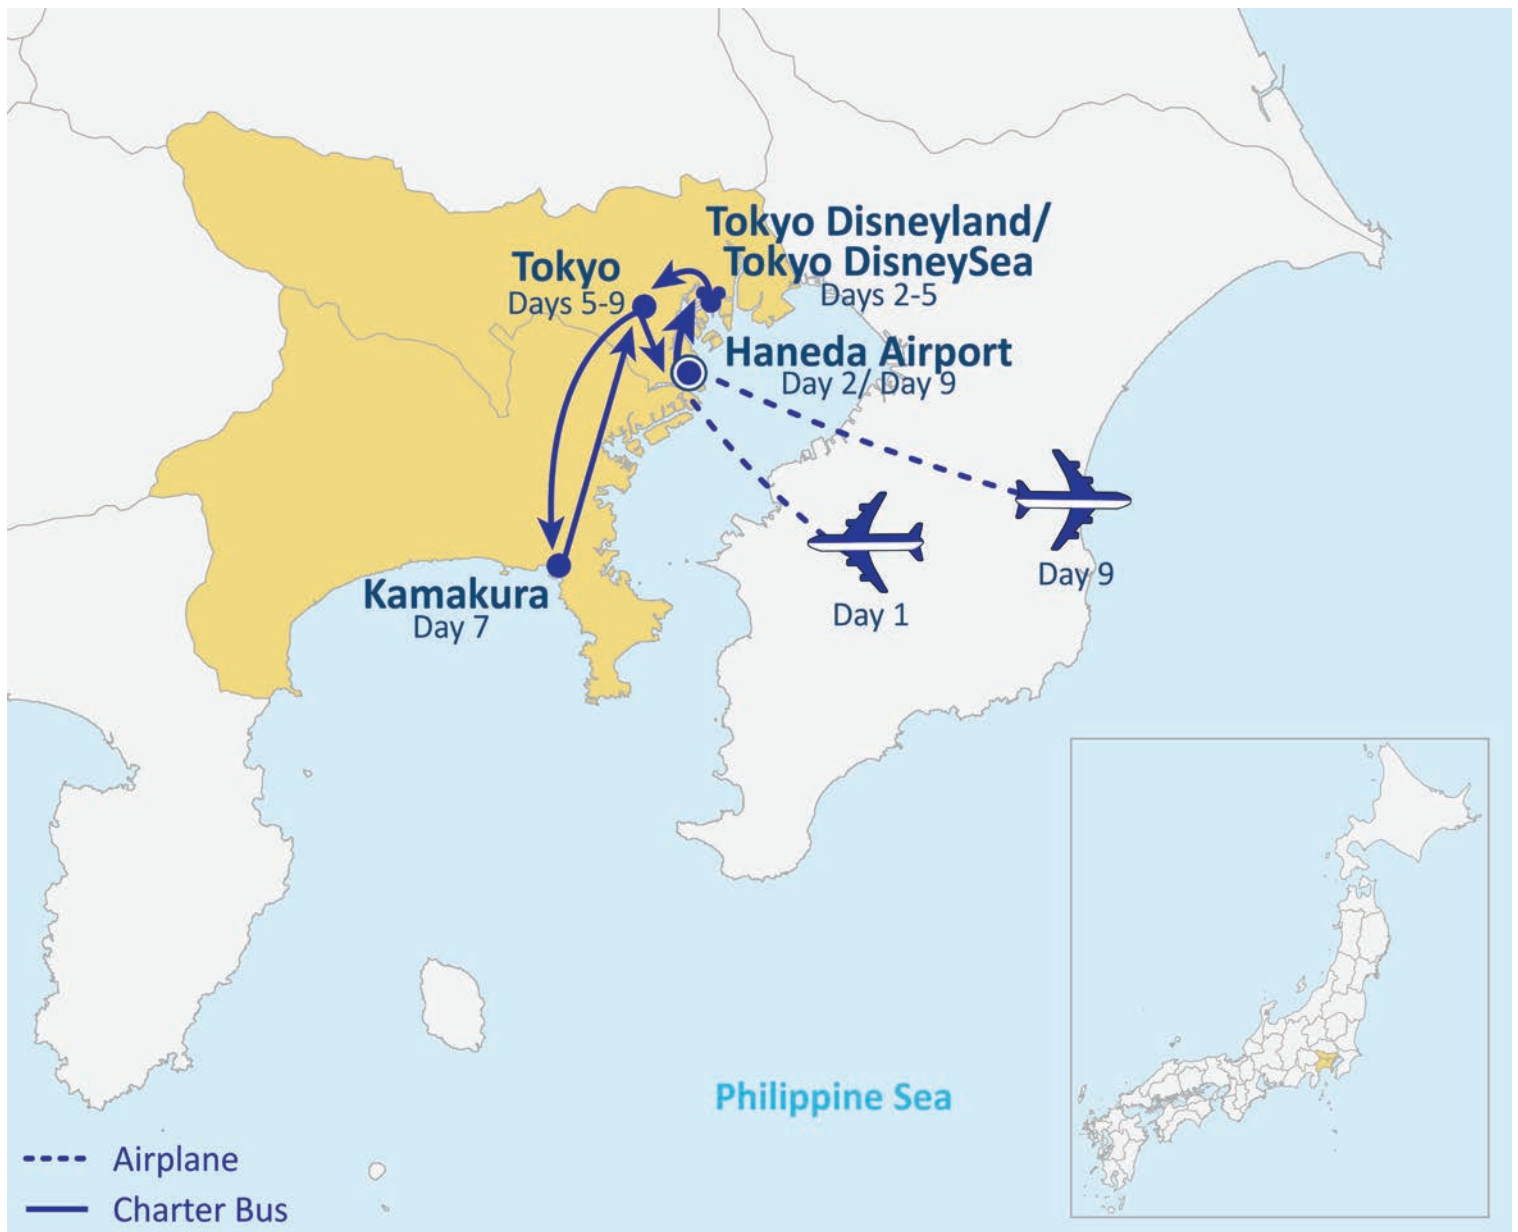 Tokyo Disneyland/
Tokyo DisneySea
Days 2-5
Tokyo
Days 5-9
Haneda Airport
Day 2/ Day 9
Day 9
Day 1
Kamakura
Day 7
Philippine Sea
Airplane
Charter Bus